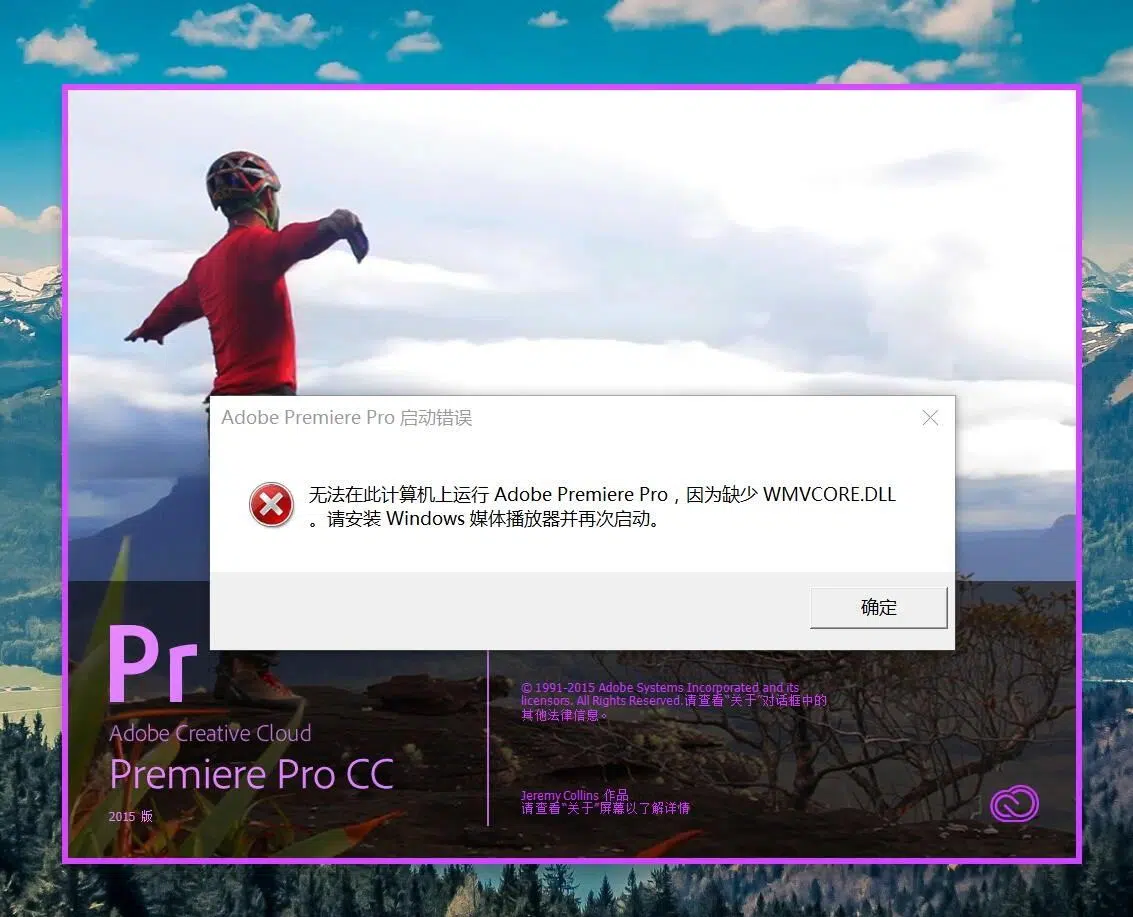 Adobe Premiere Pro 启动错误
无法在此计算机上运行 Adobe Premiere Pro，因为缺少 WMVCORE.DLL
。请安装 Windows 媒体播放器并再次启动。
确定
Pr
Adobe Creative Cloud
Premiere Pro CC
2015 版
© 1991-2015 Adobe Systems Incorporated and its
licensors. All Rights Reserved.请查看“关于”对话框中的
其他法律信息。
Jeremy Collins 作品
请查看“关于”屏幕以了解详情